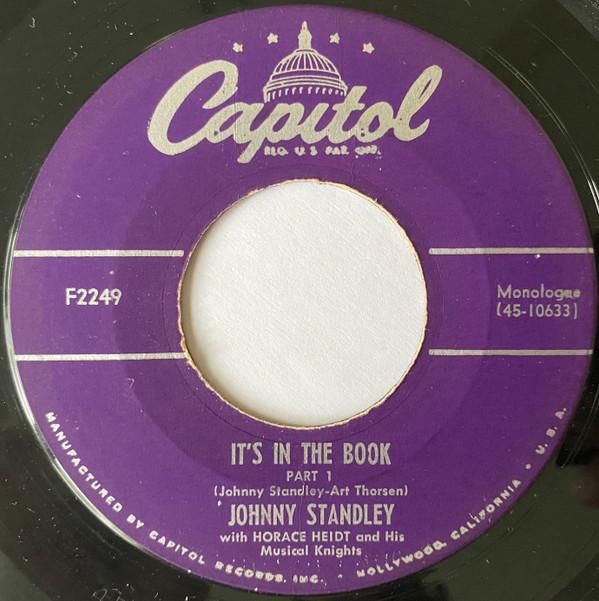 Capitol
REG. U.S. PAT. OFF.
F2249
Monologue
(45-10633)
IT'S IN THE BOOK
PART 1
(Johnny Standley-Art Thorsen)
JOHNNY STANDLEY
with HORACE HEIDT and His
Musical Knights
MANUFACTURED BY CAPITOL RECORDS, INC. • HOLLYWOOD, CALIFORNIA • U.S.A.